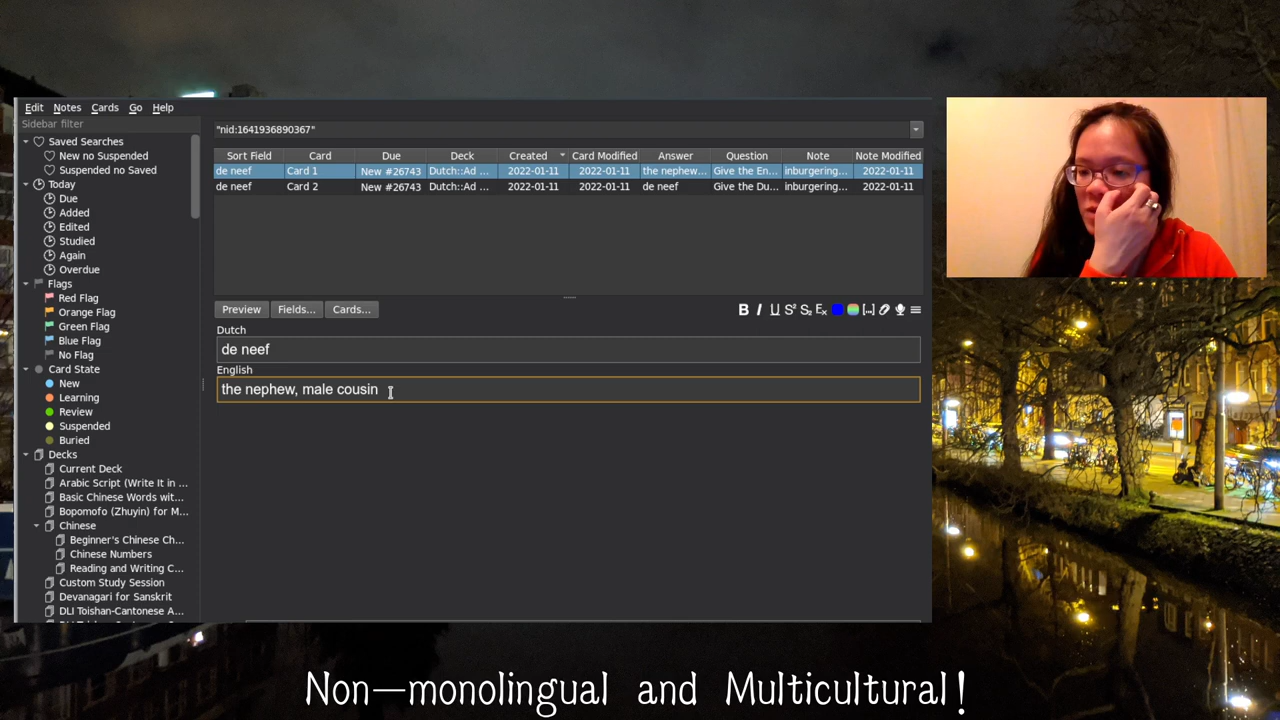 Edit Notes Cards Go Help
Sidebar filter
Saved Searches
New no Suspended
Suspended no Saved
Today
Due
Added
Edited
Studied
Again
Overdue
Flags
Red Flag
Orange Flag
Green Flag
Blue Flag
No Flag
Card State
New
Learning
Review
Suspended
Buried
Decks
Current Deck
Arabic Script (Write It in ...
Basic Chinese Words wit...
Bopomofo (Zhuyin) for M...
Chinese
Beginner's Chinese Ch...
Chinese Numbers
Reading and Writing C...
Custom Study Session
Devanagari for Sanskrit
DLI Toishan-Cantonese A...
"nid:1641936890367"
Sort Field Card Due Deck Created Card Modified Answer Question Note Note Modified
de neef Card 1 New #26743 Dutch::Ad ... 2022-01-11 2022-01-11 the nephew... Give the En... inburgering... 2022-01-11
de neef Card 2 New #26743 Dutch::Ad ... 2022-01-11 2022-01-11 de neef Give the Du... inburgering... 2022-01-11
Preview Fields... Cards... B I U S² S₂ Eₓ [...]
Dutch
de neef
English
the nephew, male cousin
Non–monolingual and Multicultural!